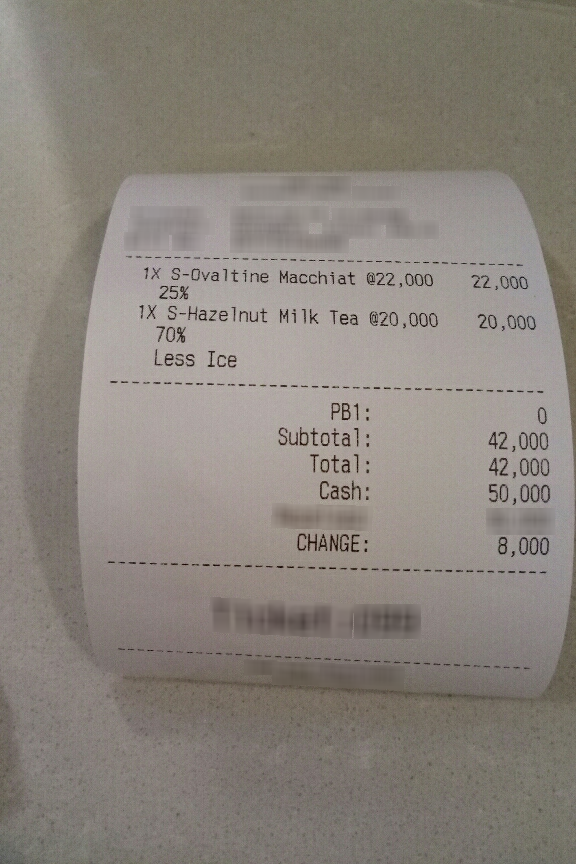 1X S-Ovaltine Macchiat @22,000 22,000
25%
1X S-Hazelnut Milk Tea @20,000 20,000
70%
Less Ice
PB1: 0
Subtotal: 42,000
Total: 42,000
Cash: 50,000
CHANGE: 8,000